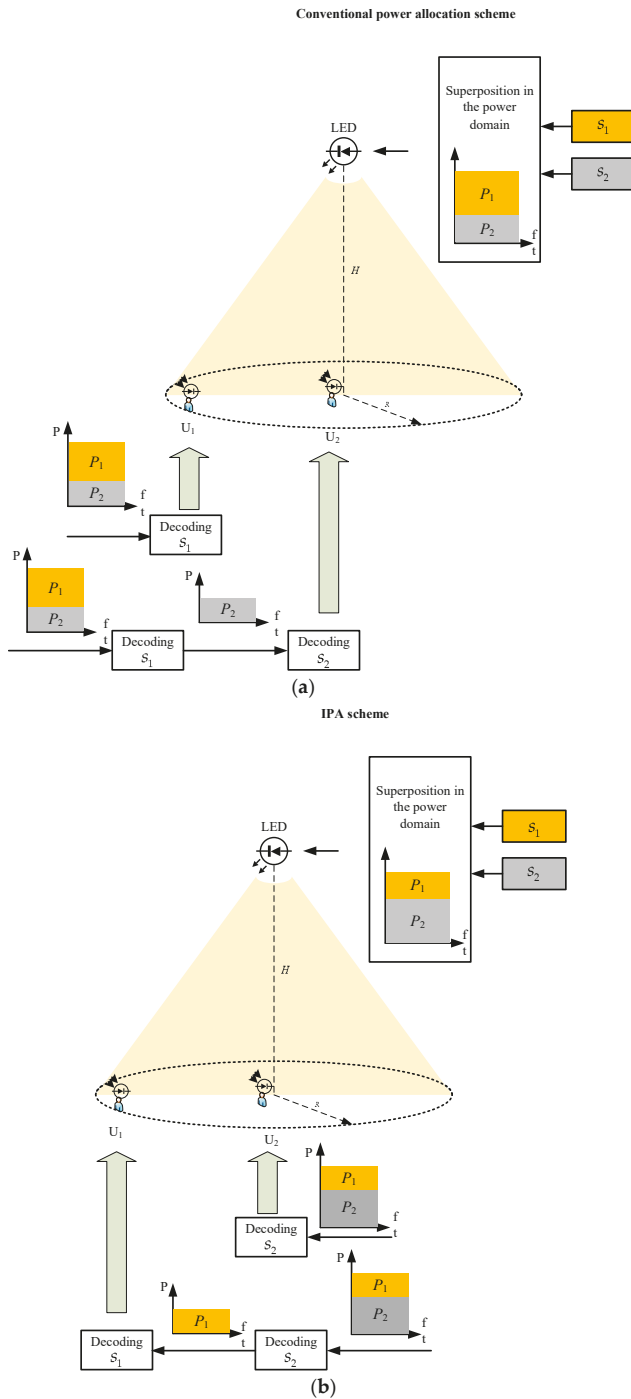 Conventional power allocation scheme
Superposition in
the power
domain
P₁
P₂
f
t
S₁
S₂
LED
H
U₁
U₂
P
P₁
P₂
f
t
Decoding
S₁
P
P₁
P₂
f
t
Decoding
S₁
P
P₂
f
t
Decoding
S₂
(a)
IPA scheme
Superposition in
the power
domain
P₁
P₂
f
t
S₁
S₂
LED
H
U₁
U₂
P
P₁
P₂
f
t
Decoding
S₂
P
P₁
P₂
f
t
P
P₁
f
t
Decoding
S₁
Decoding
S₂
(b)